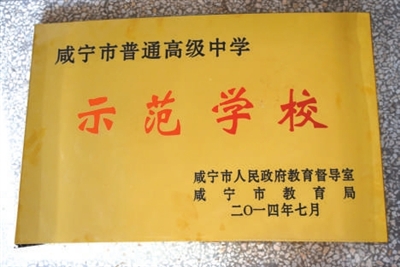 咸宁市普通高级中学
示范学校
咸宁市人民政府教育督导室
咸宁市教育局
二〇一四年七月